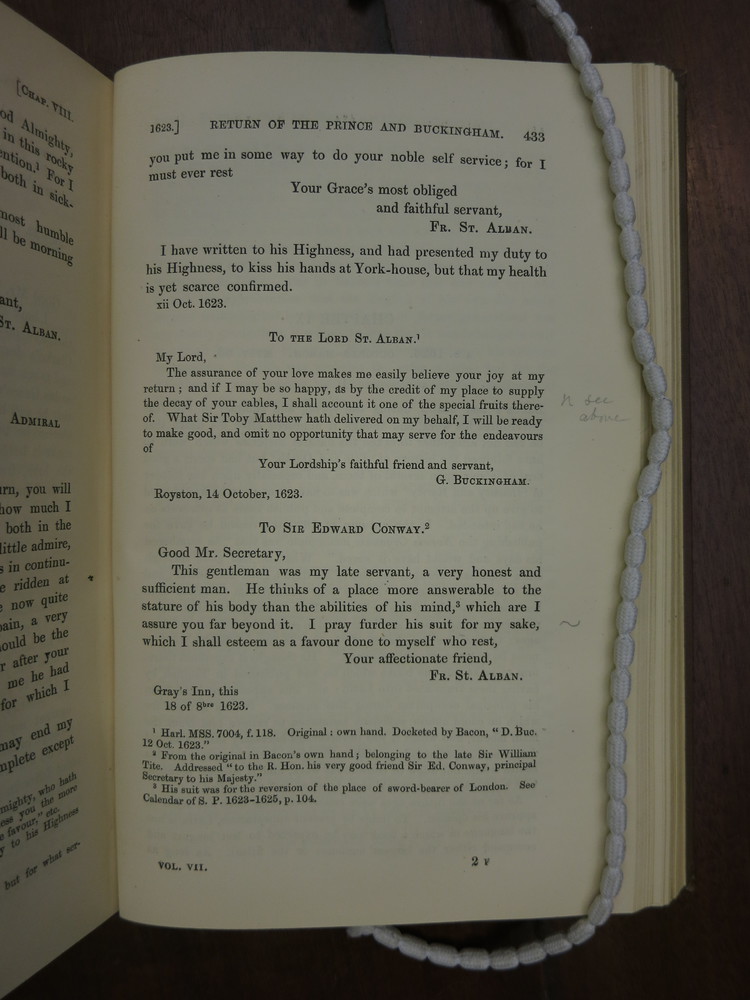 [CHAP. VIII.
od Almighty,
in this rocky
ention.¹ For I
both in sick-
most humble
ll be morning
ant,
ST. ALBAN.
ADMIRAL
urn, you will
how much I
both in the
little admire,
s in continu-
e ridden at
e now quite
pain, a very
ould be the
r after your
me he had
for which I
may end my
mplete except
mighty, who hath
ess you the more
e favour," etc.
y to his Highness
but for what ser-
1623.] RETURN OF THE PRINCE AND BUCKINGHAM. 433
you put me in some way to do your noble self service; for I
must ever rest
Your Grace's most obliged
and faithful servant,
FR. ST. ALBAN.
I have written to his Highness, and had presented my duty to
his Highness, to kiss his hands at York-house, but that my health
is yet scarce confirmed.
xii Oct. 1623.
TO THE LORD ST. ALBAN.¹
My Lord,
The assurance of your love makes me easily believe your joy at my
return; and if I may be so happy, as by the credit of my place to supply
the decay of your cables, I shall account it one of the special fruits there-
of. What Sir Toby Matthew hath delivered on my behalf, I will be ready
to make good, and omit no opportunity that may serve for the endeavours
of
Your Lordship's faithful friend and servant,
G. BUCKINGHAM.
Royston, 14 October, 1623.
see
above
TO SIR EDWARD CONWAY.²
Good Mr. Secretary,
This gentleman was my late servant, a very honest and
sufficient man. He thinks of a place more answerable to the
stature of his body than the abilities of his mind,³ which are I
assure you far beyond it. I pray furder his suit for my sake,
which I shall esteem as a favour done to myself who rest,
Your affectionate friend,
FR. ST. ALBAN.
Gray's Inn, this
18 of 8bre 1623.
¹ Harl. MSS. 7004, f. 118. Original: own hand. Docketed by Bacon, "D. Buc.
12 Oct. 1623."
² From the original in Bacon's own hand; belonging to the late Sir William
Tite. Addressed "to the R. Hon. his very good friend Sir Ed. Conway, principal
Secretary to his Majesty."
³ His suit was for the reversion of the place of sword-bearer of London. See
Calendar of S. P. 1623-1625, p. 104.
VOL. VII. 2 F